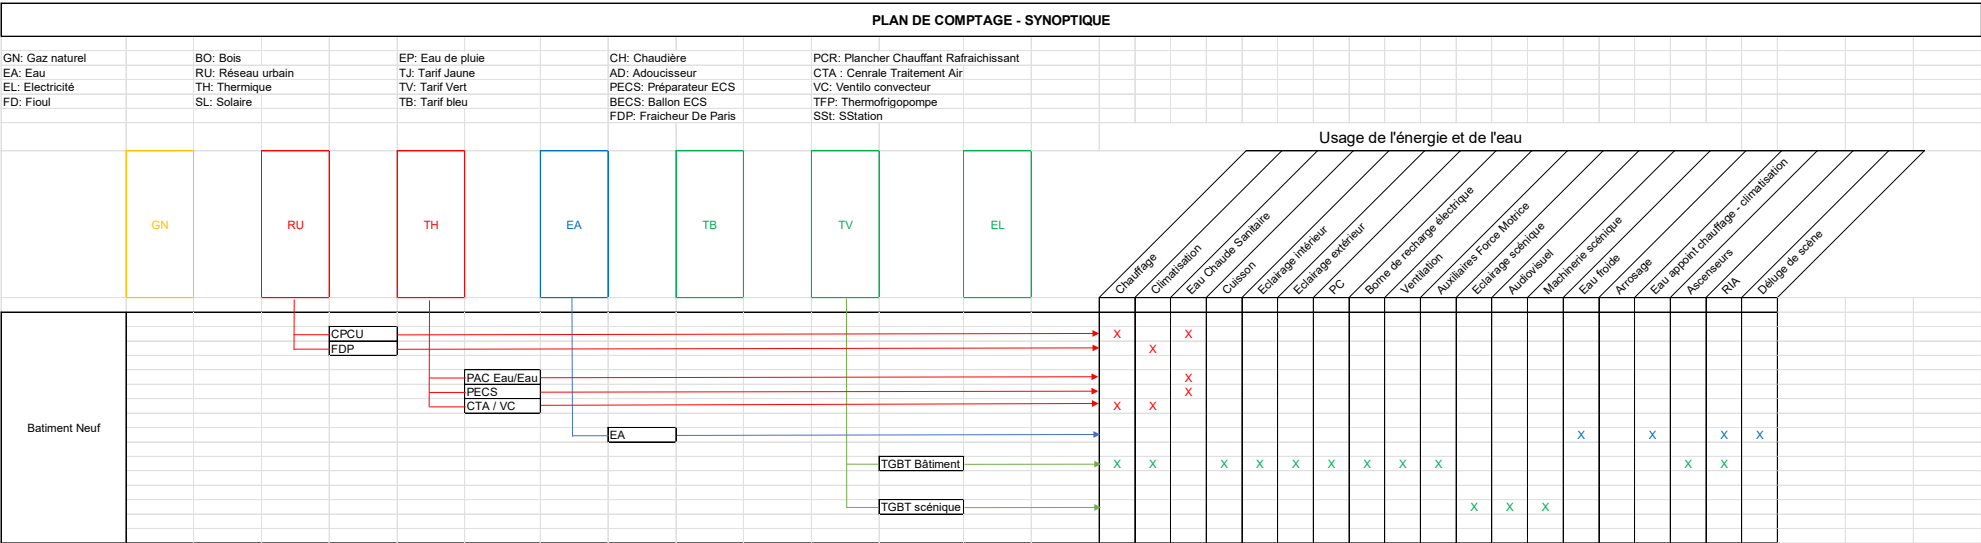 PLAN DE COMPTAGE - SYNOPTIQUE
GN: Gaz naturel BO: Bois EP: Eau de pluie CH: Chaudière PCR: Plancher Chauffant Rafraichissant
EA: Eau RU: Réseau urbain TJ: Tarif Jaune AD: Adoucisseur CTA : Cenrale Traitement Air
EL: Electricité TH: Thermique TV: Tarif Vert PECS: Préparateur ECS VC: Ventilo convecteur
FD: Fioul SL: Solaire TB: Tarif bleu BECS: Ballon ECS TFP: Thermofrigopompe
FDP: Fraicheur De Paris SSt: SStation
Usage de l'énergie et de l'eau
GN RU TH EA TB TV EL
Chauffage
Climatisation
Eau Chaude Sanitaire
Cuisson
Eclairage intérieur
Eclairage extérieur
PC
Borne de recharge électrique
Ventilation
Auxiliaires Force Motrice
Eclairage scénique
Audiovisuel
Machinerie scénique
Eau froide
Arrosage
Eau appoint chauffage - climatisation
Ascenseurs
RIA
Déluge de scène
CPCU X X
FDP X
PAC Eau/Eau X
PECS X
CTA / VC X X
Batiment Neuf
EA X X X X
TGBT Bâtiment X X X X X X X X X X X
TGBT scénique X X X